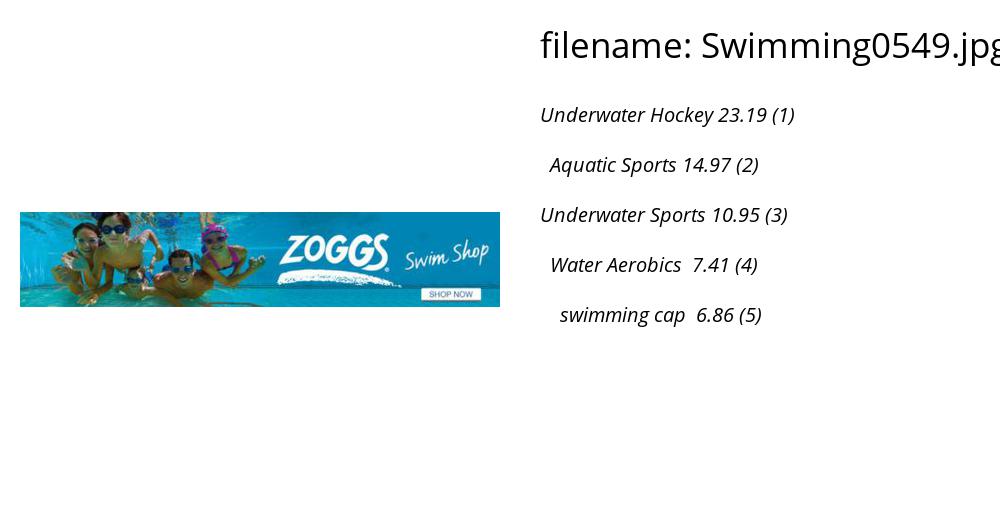 filename: Swimming0549.jpg
Underwater Hockey 23.19 (1)
Aquatic Sports 14.97 (2)
Underwater Sports 10.95 (3)
Water Aerobics 7.41 (4)
swimming cap 6.86 (5)
ZOGGS Swim Shop
SHOP NOW